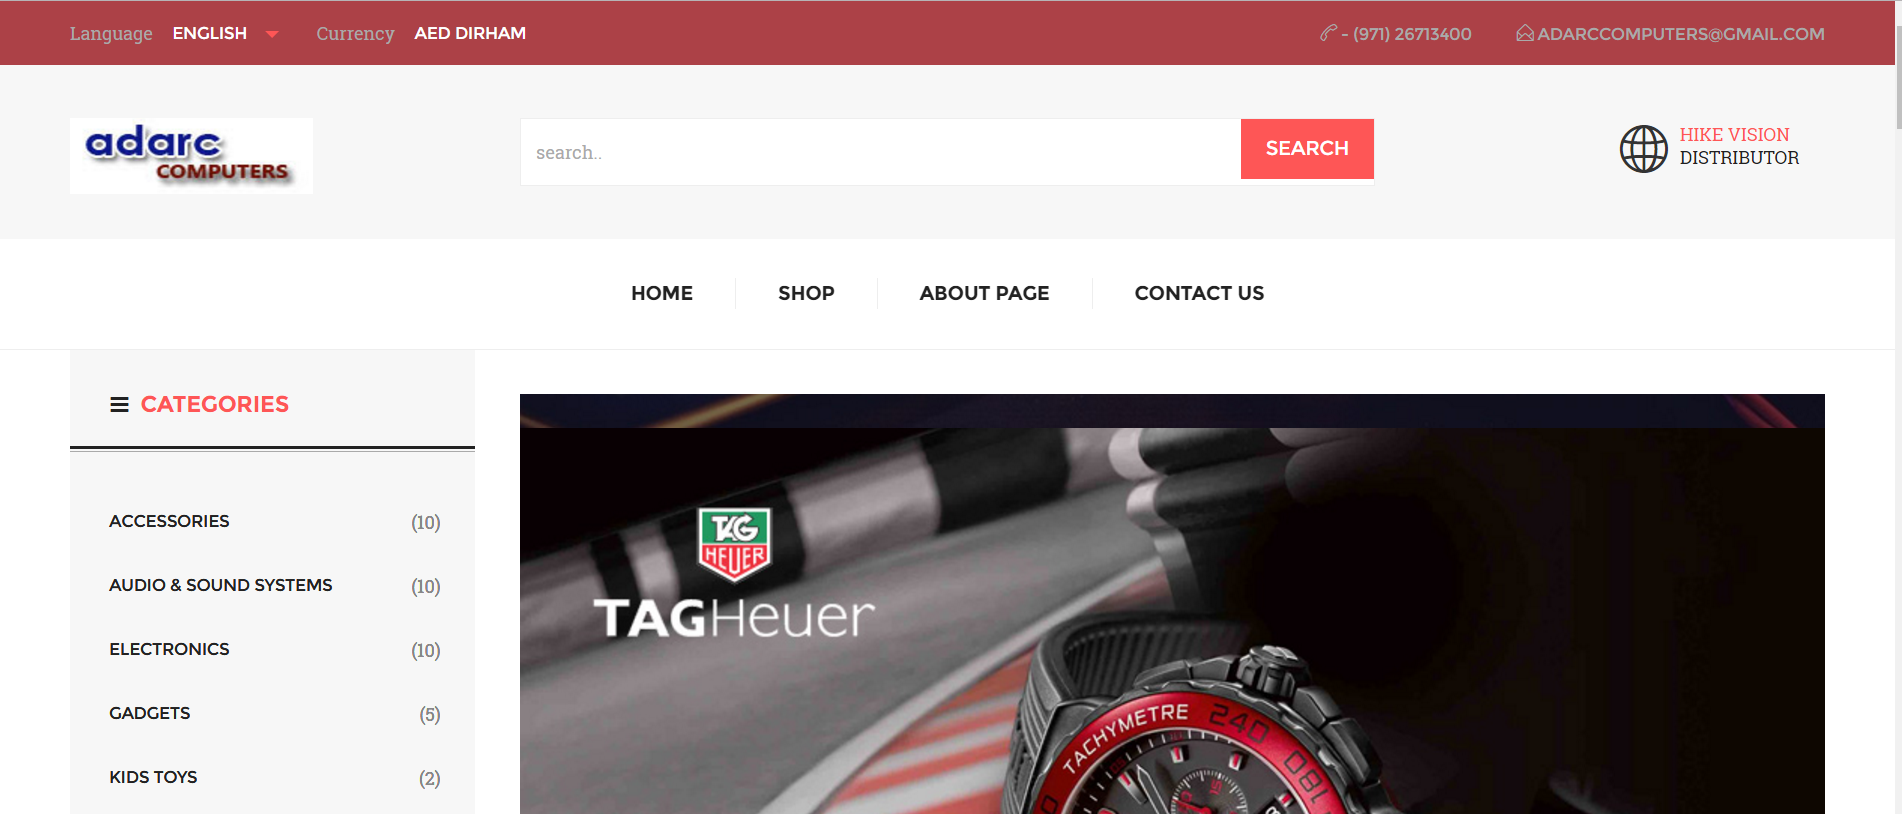 Language ENGLISH Currency AED DIRHAM - (971) 26713400 ADARCCOMPUTERS@GMAIL.COM
adarc
COMPUTERS
search..
SEARCH
HIKE VISION
DISTRIBUTOR
HOME SHOP ABOUT PAGE CONTACT US
CATEGORIES
ACCESSORIES (10)
AUDIO & SOUND SYSTEMS (10)
ELECTRONICS (10)
GADGETS (5)
KIDS TOYS (2)
TAG
HEUER
TAGHeuer
TACHYMETRE 240 180